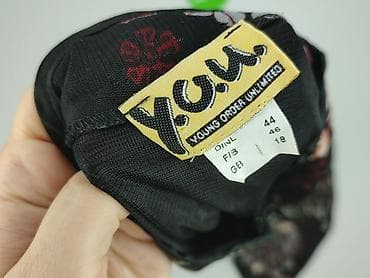 y.o.u.
YOUNG ORDER UNLIMITED
D/NL 44
F/B 46
GB 18